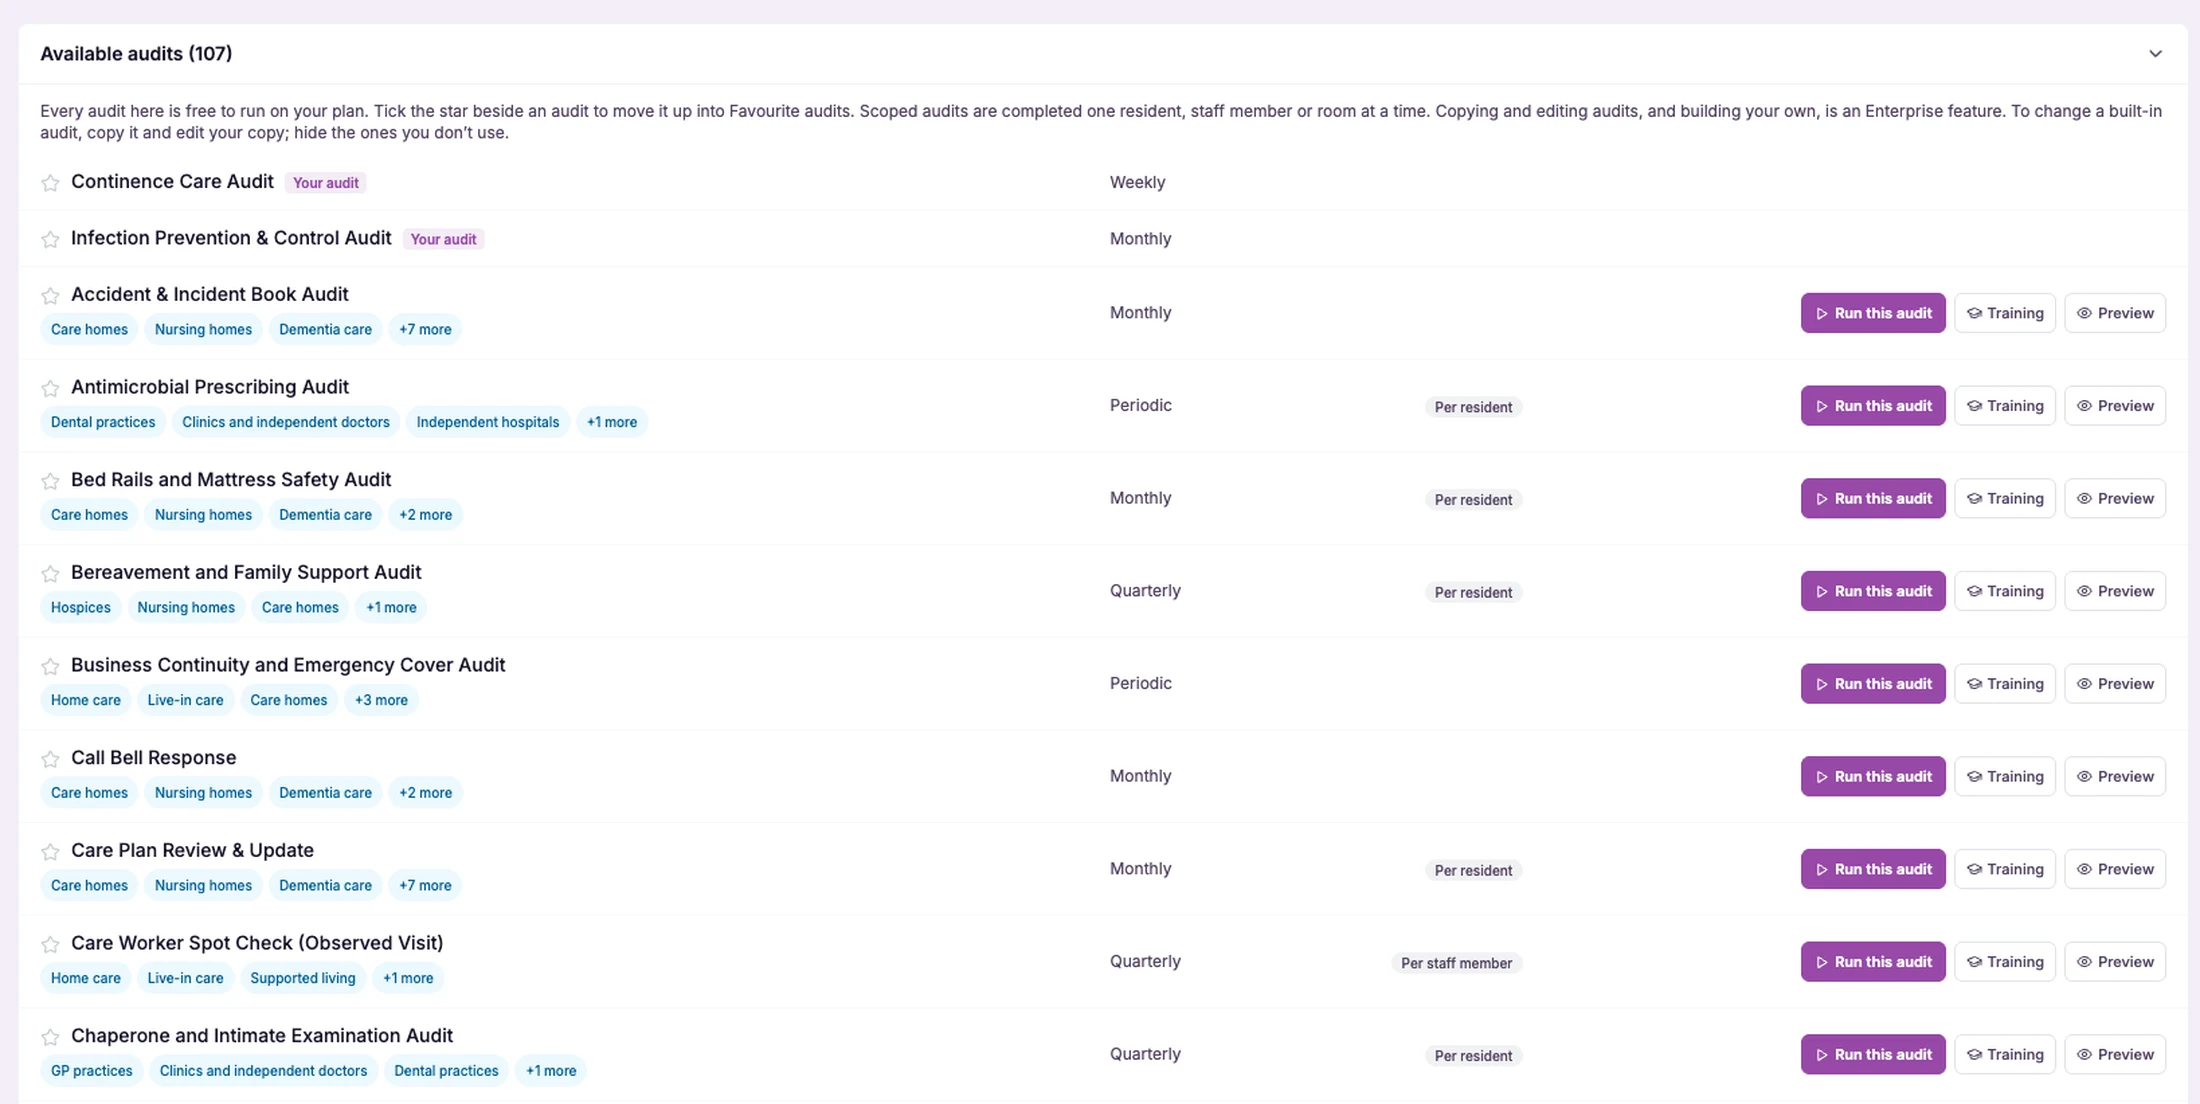 Available audits (107)
Every audit here is free to run on your plan. Tick the star beside an audit to move it up into Favourite audits. Scoped audits are completed one resident, staff member or room at a time. Copying and editing audits, and building your own, is an Enterprise feature. To change a built-in
audit, copy it and edit your copy; hide the ones you don’t use.
Continence Care Audit Your audit Weekly
Infection Prevention & Control Audit Your audit Monthly
Accident & Incident Book Audit
Care homes Nursing homes Dementia care +7 more
Monthly Run this audit Training Preview
Antimicrobial Prescribing Audit
Dental practices Clinics and independent doctors Independent hospitals +1 more
Periodic Per resident Run this audit Training Preview
Bed Rails and Mattress Safety Audit
Care homes Nursing homes Dementia care +2 more
Monthly Per resident Run this audit Training Preview
Bereavement and Family Support Audit
Hospices Nursing homes Care homes +1 more
Quarterly Per resident Run this audit Training Preview
Business Continuity and Emergency Cover Audit
Home care Live-in care Care homes +3 more
Periodic Run this audit Training Preview
Call Bell Response
Care homes Nursing homes Dementia care +2 more
Monthly Run this audit Training Preview
Care Plan Review & Update
Care homes Nursing homes Dementia care +7 more
Monthly Per resident Run this audit Training Preview
Care Worker Spot Check (Observed Visit)
Home care Live-in care Supported living +1 more
Quarterly Per staff member Run this audit Training Preview
Chaperone and Intimate Examination Audit
GP practices Clinics and independent doctors Dental practices +1 more
Quarterly Per resident Run this audit Training Preview